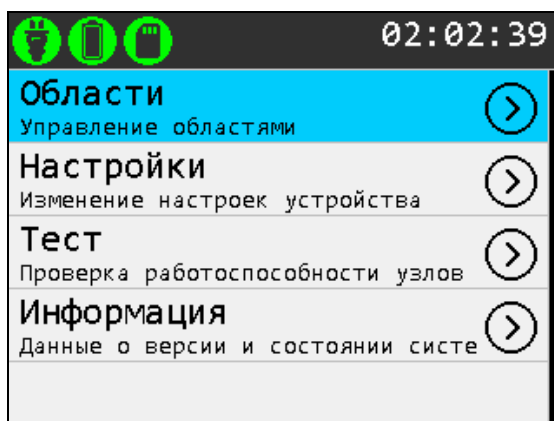 02:02:39
Области
Управление областями
Настройки
Изменение настроек устройства
Тест
Проверка работоспособности узлов
Информация
Данные о версии и состоянии систе